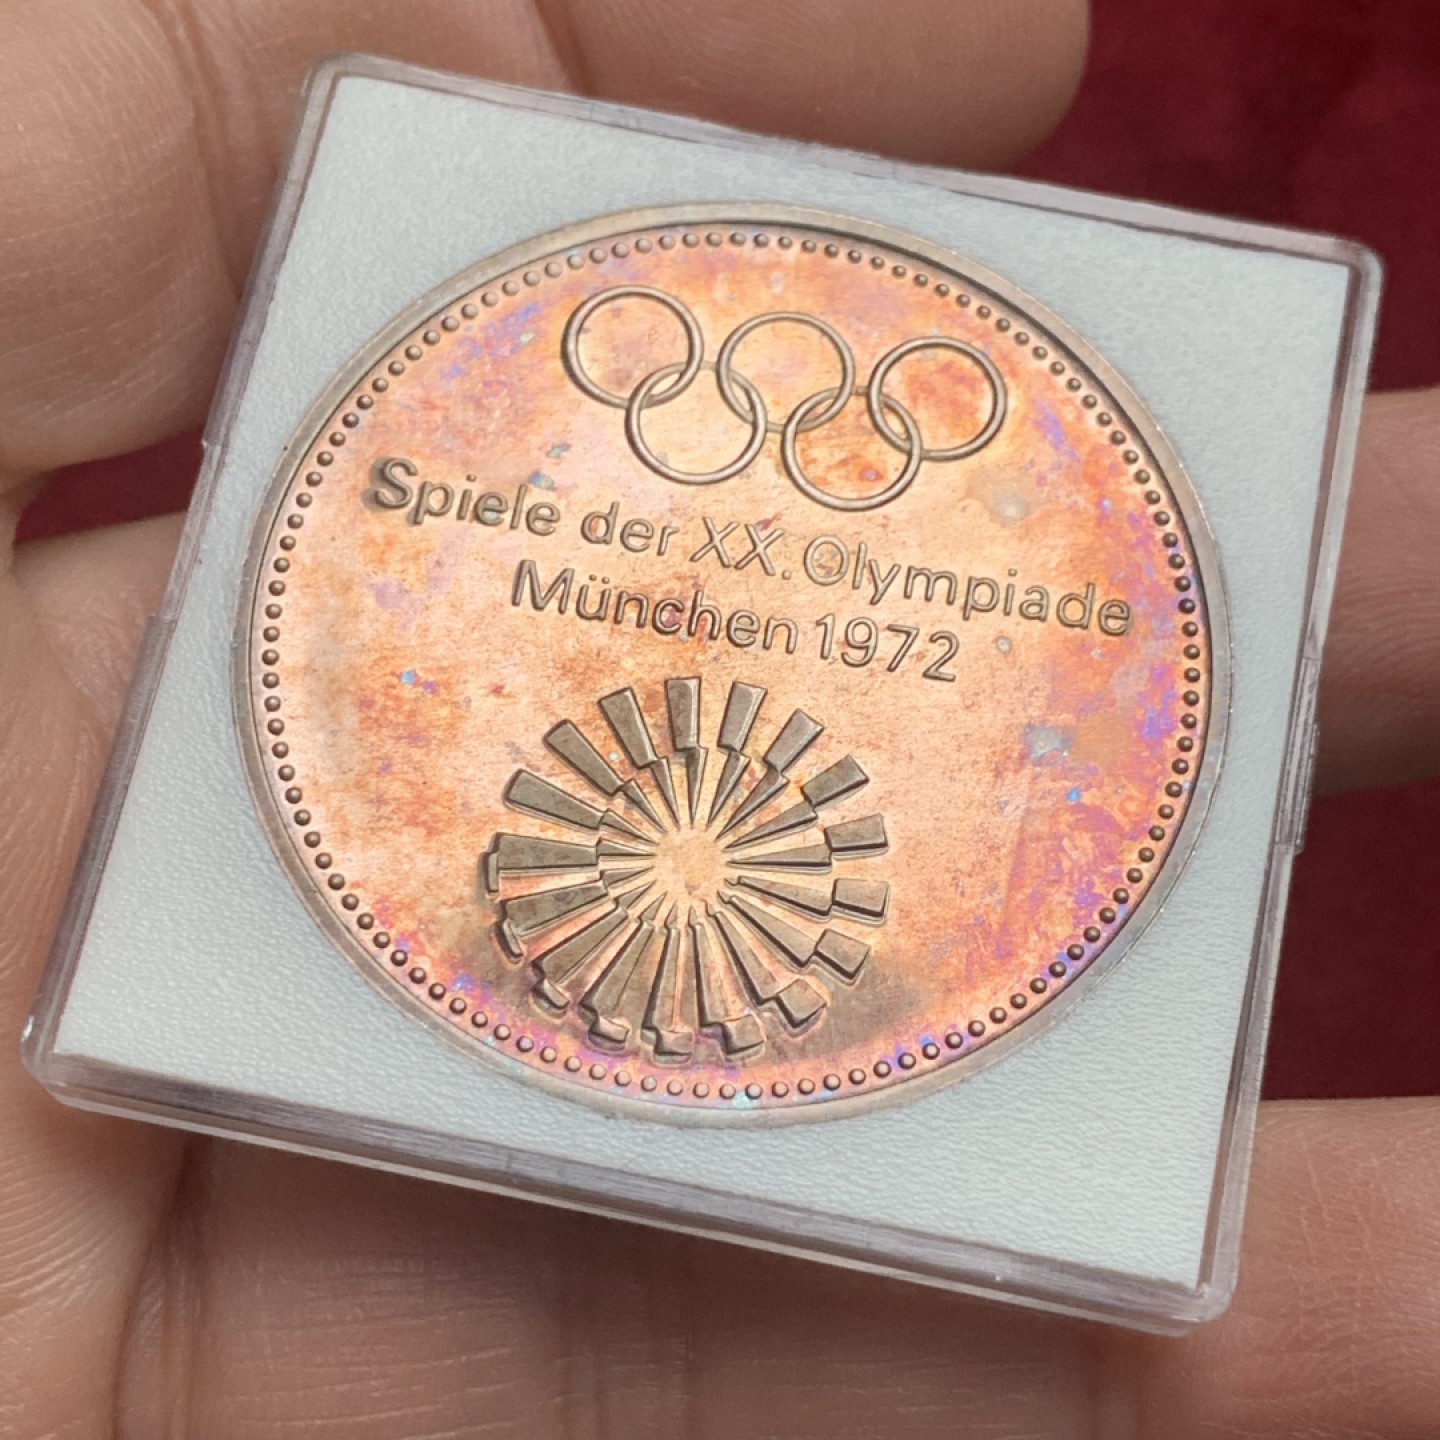 Spiele der XX. Olympiade
München 1972